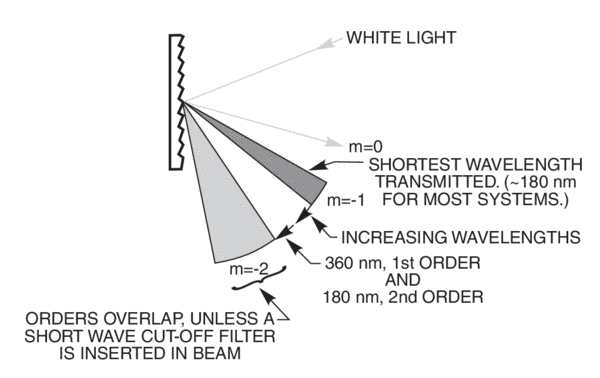 WHITE LIGHT
m=0
SHORTEST WAVELENGTH
TRANSMITTED. (~180 nm
FOR MOST SYSTEMS.)
m=-1
INCREASING WAVELENGTHS
360 nm, 1st ORDER
AND
180 nm, 2nd ORDER
m=-2
ORDERS OVERLAP, UNLESS A
SHORT WAVE CUT-OFF FILTER
IS INSERTED IN BEAM